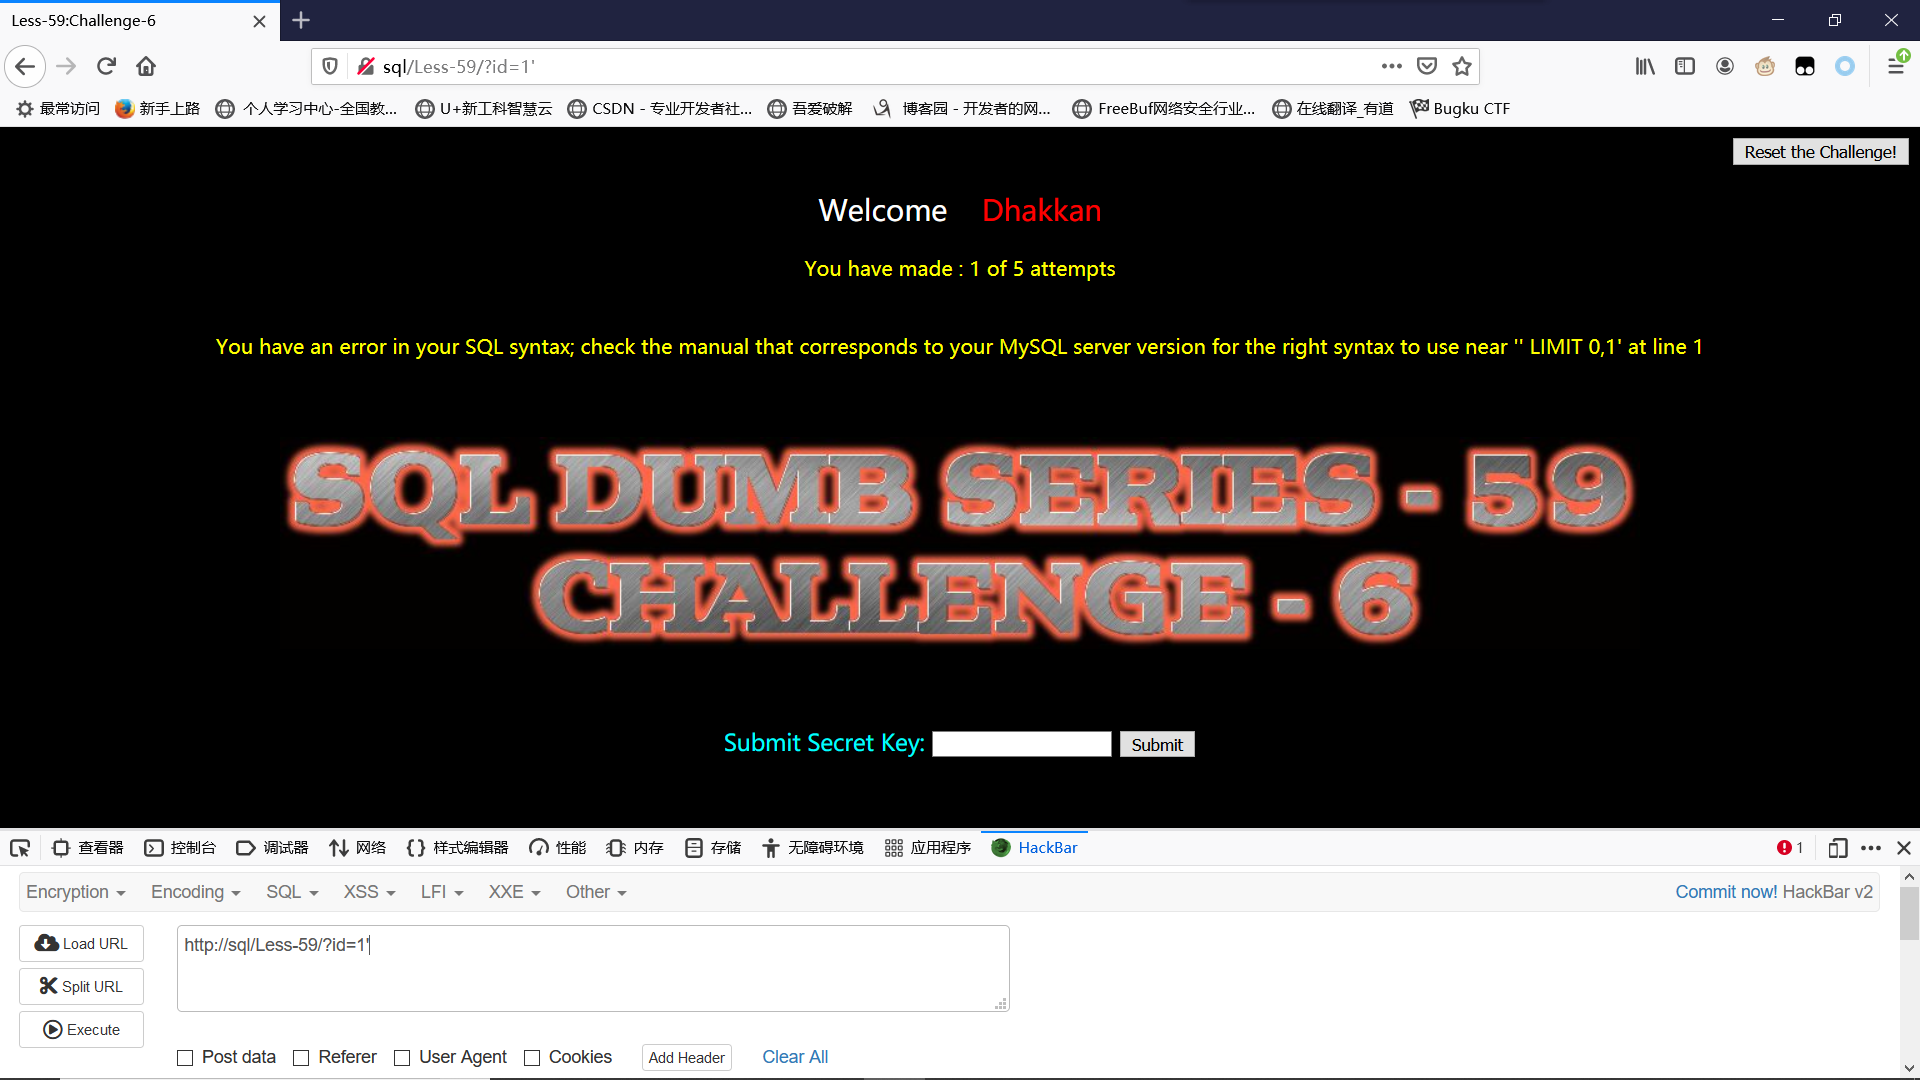 Less-59:Challenge-6
sql/Less-59/?id=1'
最常访问 新手上路 个人学习中心-全国教... U+新工科智慧云 CSDN - 专业开发者社... 吾爱破解 博客园 - 开发者的网... FreeBuf网络安全行业... 在线翻译_有道 Bugku CTF
Reset the Challenge!
Welcome Dhakkan
You have made : 1 of 5 attempts
You have an error in your SQL syntax; check the manual that corresponds to your MySQL server version for the right syntax to use near '' LIMIT 0,1' at line 1
SQL DUMB SERIES - 59
CHALLENGE - 6
Submit Secret Key: Submit
查看器 控制台 调试器 网络 样式编辑器 性能 内存 存储 无障碍环境 应用程序 HackBar 1
Encryption Encoding SQL XSS LFI XXE Other Commit now! HackBar v2
Load URL http://sql/Less-59/?id=1'
Split URL
Execute
Post data Referer User Agent Cookies Add Header Clear All